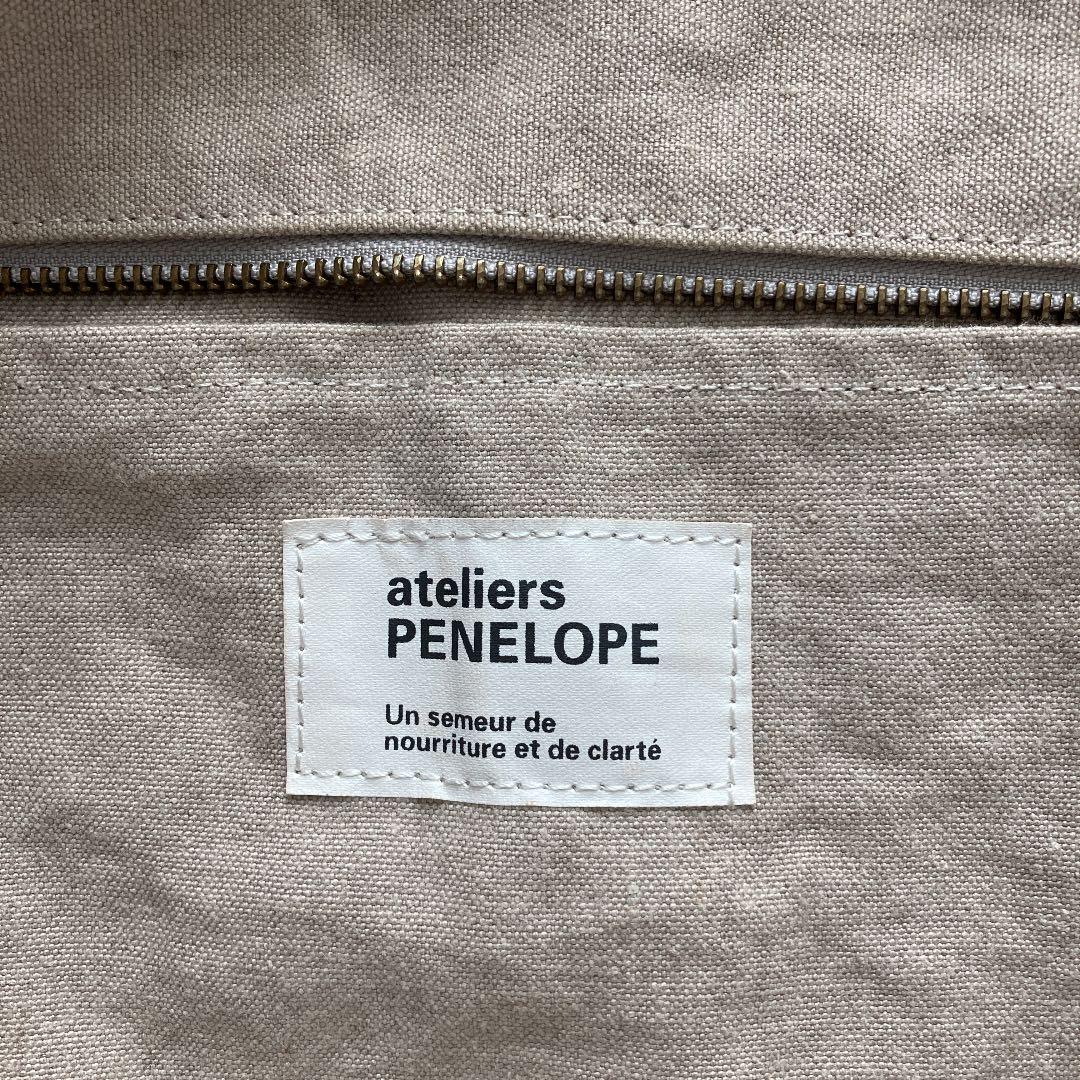 ateliers
PENELOPE
Un semeur de
nourriture et de clarté